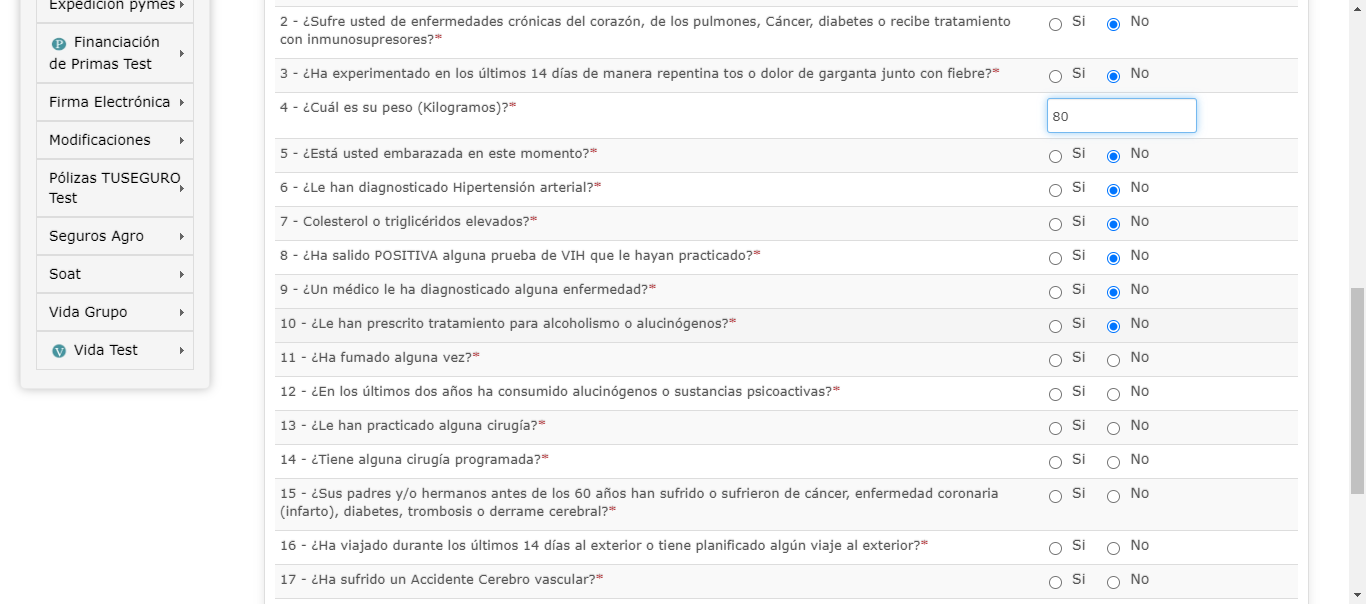 Expedición pymes
Financiación
de Primas Test
Firma Electrónica
Modificaciones
Pólizas TUSEGURO
Test
Seguros Agro
Soat
Vida Grupo
Vida Test
2 - ¿Sufre usted de enfermedades crónicas del corazón, de los pulmones, Cáncer, diabetes o recibe tratamiento
con inmunosupresores?*
Si No
3 - ¿Ha experimentado en los últimos 14 días de manera repentina tos o dolor de garganta junto con fiebre?* Si No
4 - ¿Cuál es su peso (Kilogramos)?*
80
5 - ¿Está usted embarazada en este momento?* Si No
6 - ¿Le han diagnosticado Hipertensión arterial?* Si No
7 - Colesterol o triglicéridos elevados?* Si No
8 - ¿Ha salido POSITIVA alguna prueba de VIH que le hayan practicado?* Si No
9 - ¿Un médico le ha diagnosticado alguna enfermedad?* Si No
10 - ¿Le han prescrito tratamiento para alcoholismo o alucinógenos?* Si No
11 - ¿Ha fumado alguna vez?* Si No
12 - ¿En los últimos dos años ha consumido alucinógenos o sustancias psicoactivas?* Si No
13 - ¿Le han practicado alguna cirugía?* Si No
14 - ¿Tiene alguna cirugía programada?* Si No
15 - ¿Sus padres y/o hermanos antes de los 60 años han sufrido o sufrieron de cáncer, enfermedad coronaria
(infarto), diabetes, trombosis o derrame cerebral?*
Si No
16 - ¿Ha viajado durante los últimos 14 días al exterior o tiene planificado algún viaje al exterior?* Si No
17 - ¿Ha sufrido un Accidente Cerebro vascular?* Si No